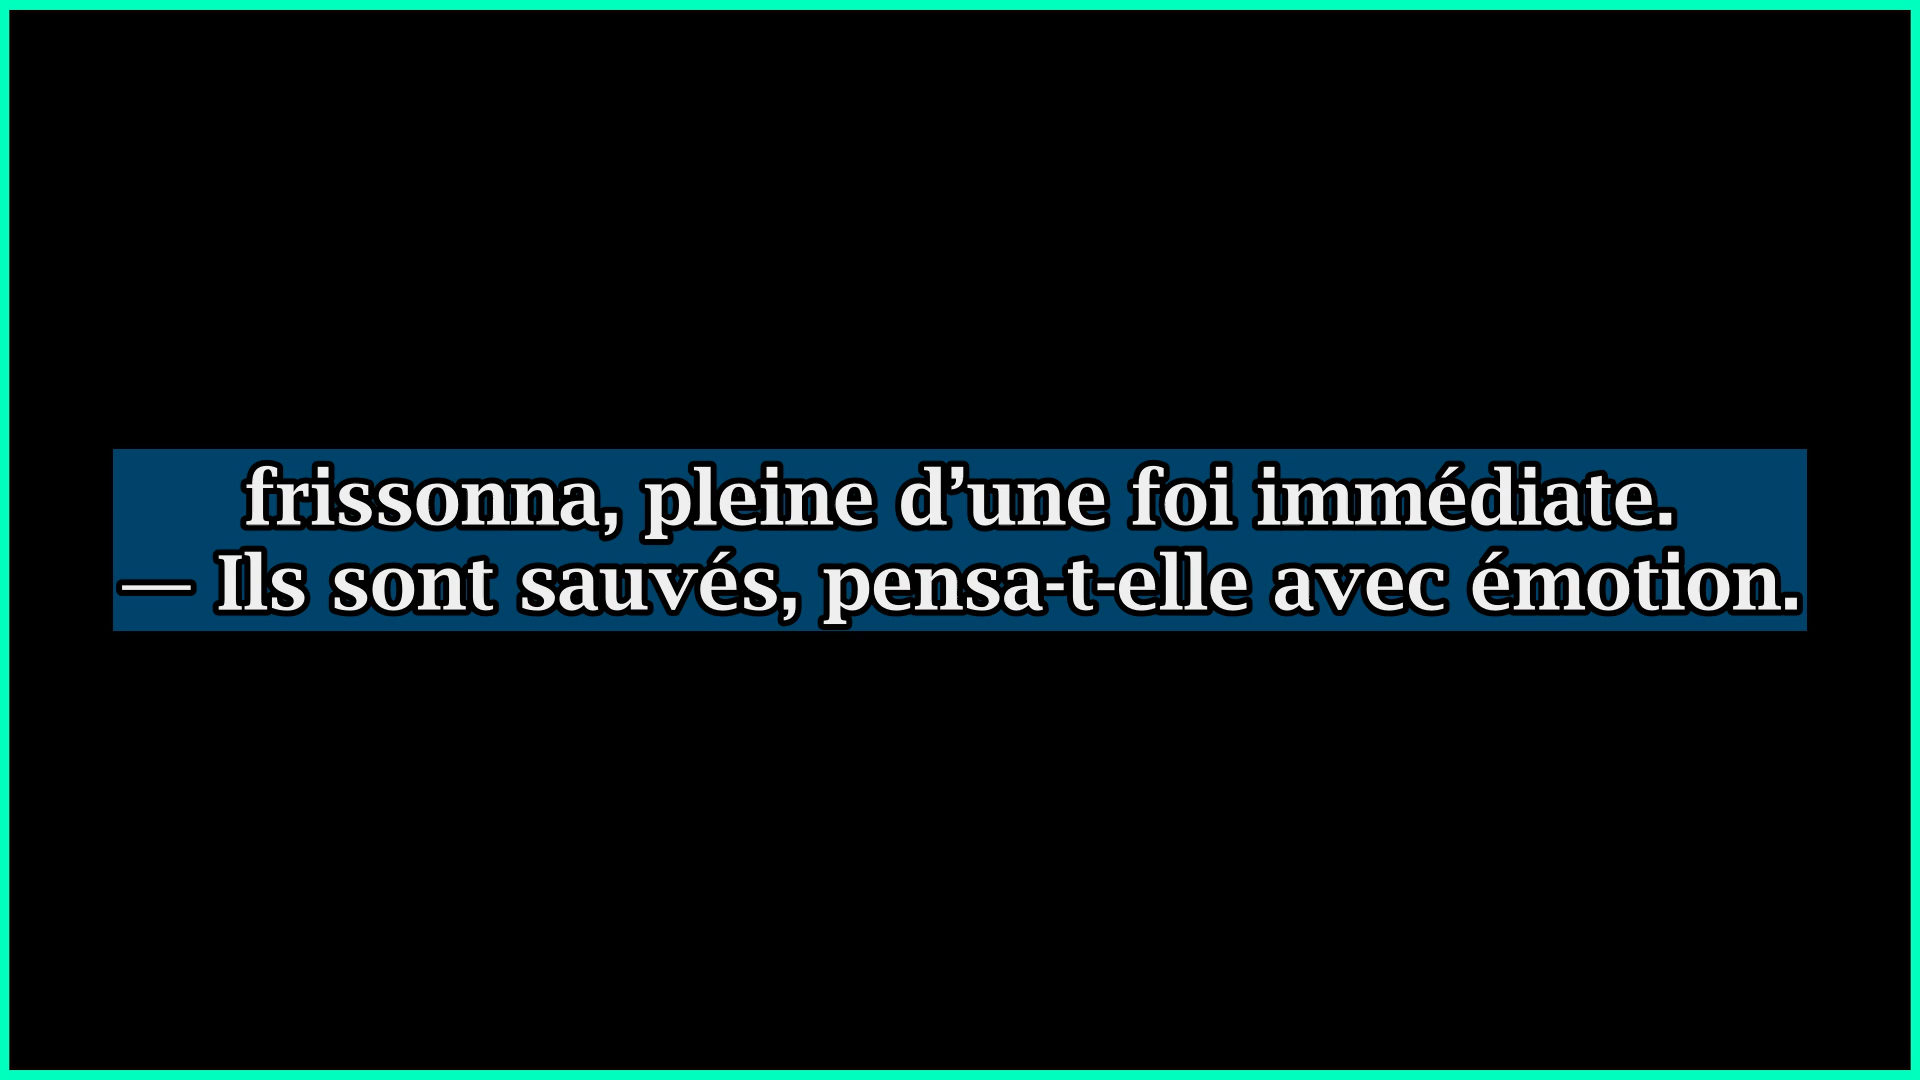 frissonna, pleine d’une foi immédiate.
— Ils sont sauvés, pensa-t-elle avec émotion.